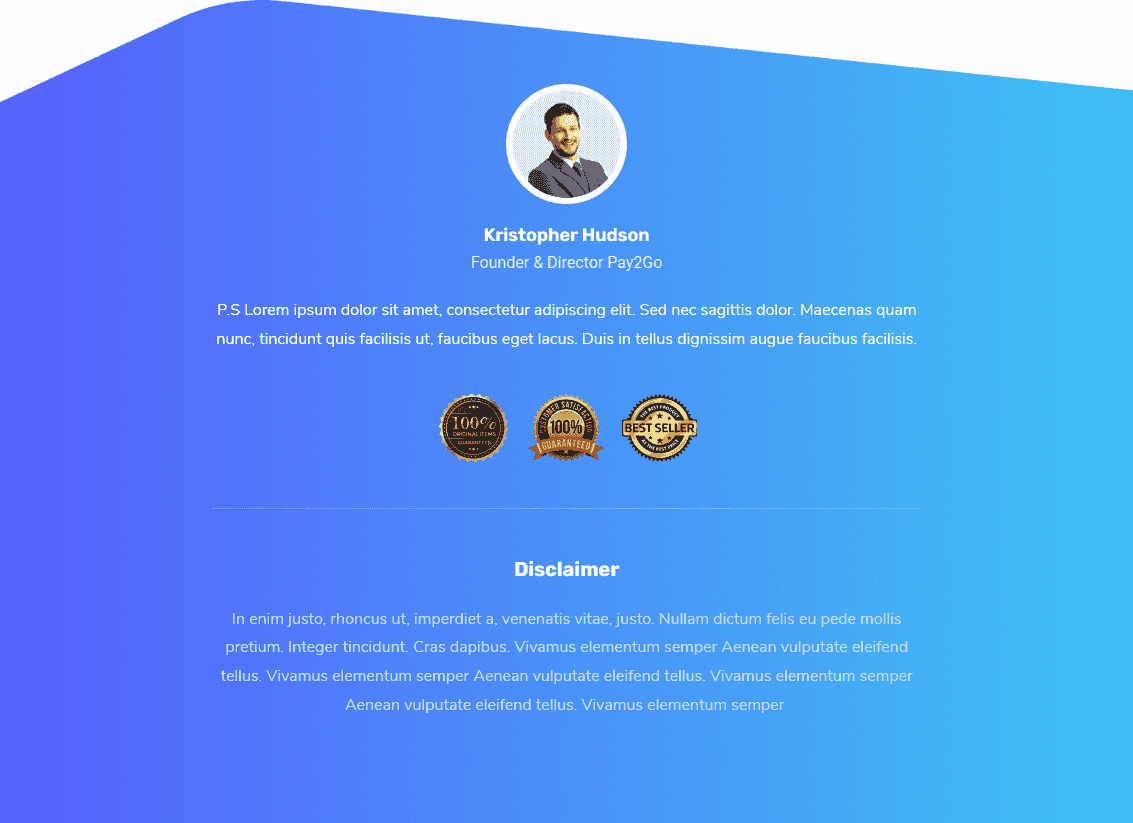 Kristopher Hudson
Founder & Director Pay2Go
P.S Lorem ipsum dolor sit amet, consectetur adipiscing elit. Sed nec sagittis dolor. Maecenas quam
nunc, tincidunt quis facilisis ut, faucibus eget lacus. Duis in tellus dignissim augue faucibus facilisis.
100%
ORIGINAL ITEMS
GUARANTEED
CUSTOMER SATISFACTION
100%
GUARANTEED
THE BEST PRODUCT
BEST SELLER
AT THE BEST PRICE
Disclaimer
In enim justo, rhoncus ut, imperdiet a, venenatis vitae, justo. Nullam dictum felis eu pede mollis
pretium. Integer tincidunt. Cras dapibus. Vivamus elementum semper Aenean vulputate eleifend
tellus. Vivamus elementum semper Aenean vulputate eleifend tellus. Vivamus elementum semper
Aenean vulputate eleifend tellus. Vivamus elementum semper